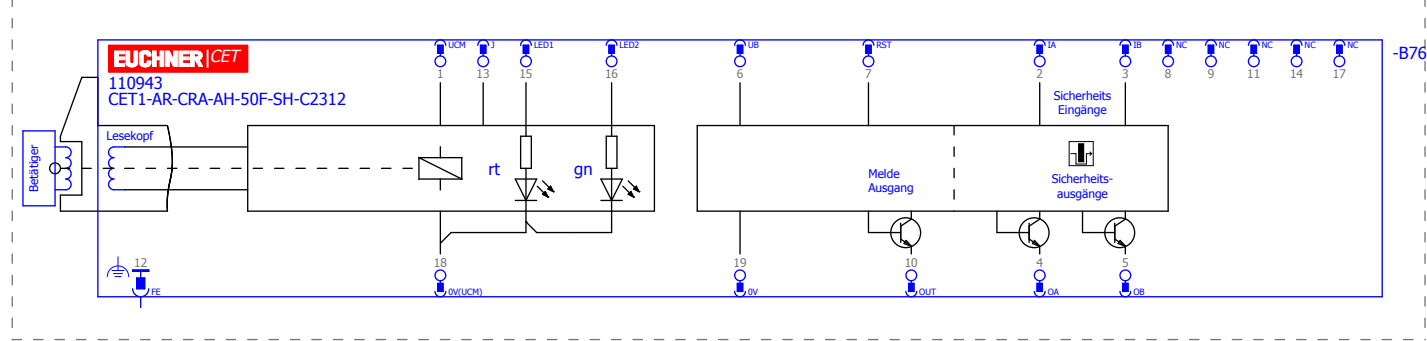 UCM J LED1 LED2 UB RST IA IB NC NC NC NC NC
-B76
EUCHNER CET
1 13 15 16 6 7 2 3 8 9 11 14 17
110943
CET1-AR-CRA-AH-50F-SH-C2312
Sicherheits
Eingänge
Lesekopf
Betätiger
rt gn
Melde
Ausgang
Sicherheits-
ausgänge
12 18 19 10 4 5
FE 0V(UCM) 0V OUT OA OB